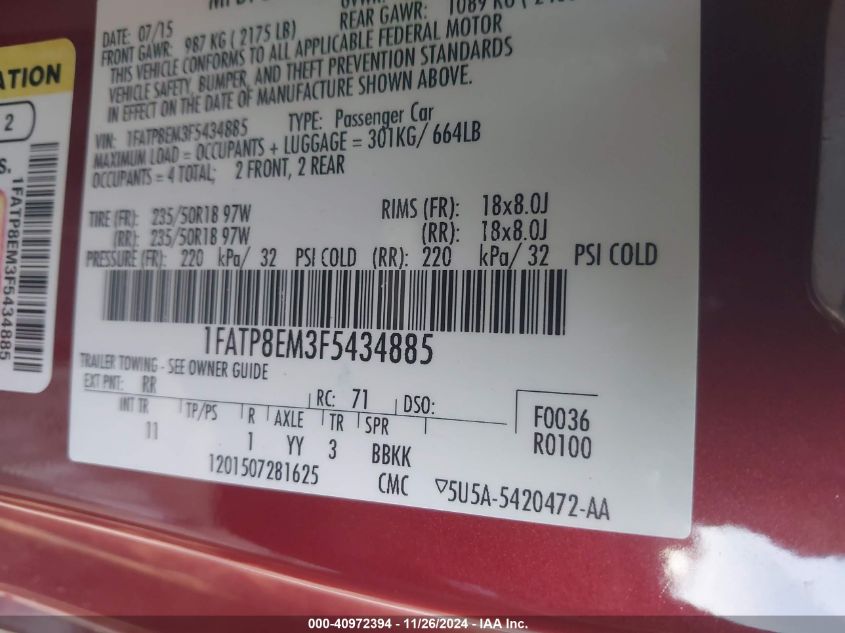 DATE: 07/15
REAR GAWR: 1089 KG
FRONT GAWR: 987 KG ( 2175 LB)
THIS VEHICLE CONFORMS TO ALL APPLICABLE FEDERAL MOTOR
VEHICLE SAFETY, BUMPER, AND THEFT PREVENTION STANDARDS
IN EFFECT ON THE DATE OF MANUFACTURE SHOWN ABOVE.
VIN: 1FATP8EM3F5434885 TYPE: Passenger Car
MAXIMUM LOAD = OCCUPANTS + LUGGAGE = 301KG/ 664LB
OCCUPANTS = 4 TOTAL; 2 FRONT, 2 REAR
TIRE (FR): 235/50R18 97W RIMS (FR): 18x8.0J
(RR): 235/50R18 97W (RR): 18x8.0J
PRESSURE (FR): 220 kPa/ 32 PSI COLD (RR): 220 kPa/ 32 PSI COLD
1FATP8EM3F5434885
TRAILER TOWING - SEE OWNER GUIDE
EXT PNT: RR RC: 71 DSO:
INT TR TP/PS R AXLE TR SPR
11 1 YY 3 BBKK
F0036
R0100
1201507281625 CMC ▽5U5A-5420472-AA
2
1FATP8EM3F5434885
000-40972394 - 11/26/2024 - IAA Inc.